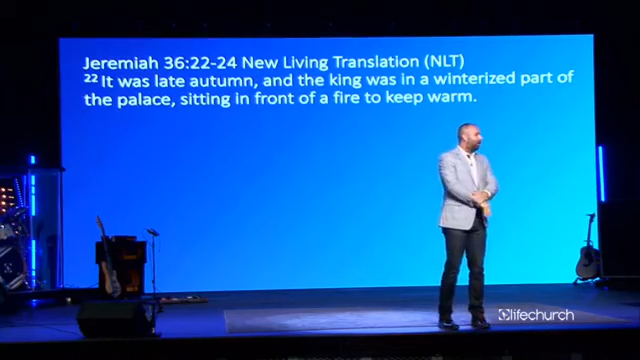 Jeremiah 36:22-24 New Living Translation (NLT)
22 It was late autumn, and the king was in a winterized part of
the palace, sitting in front of a fire to keep warm.
lifechurch